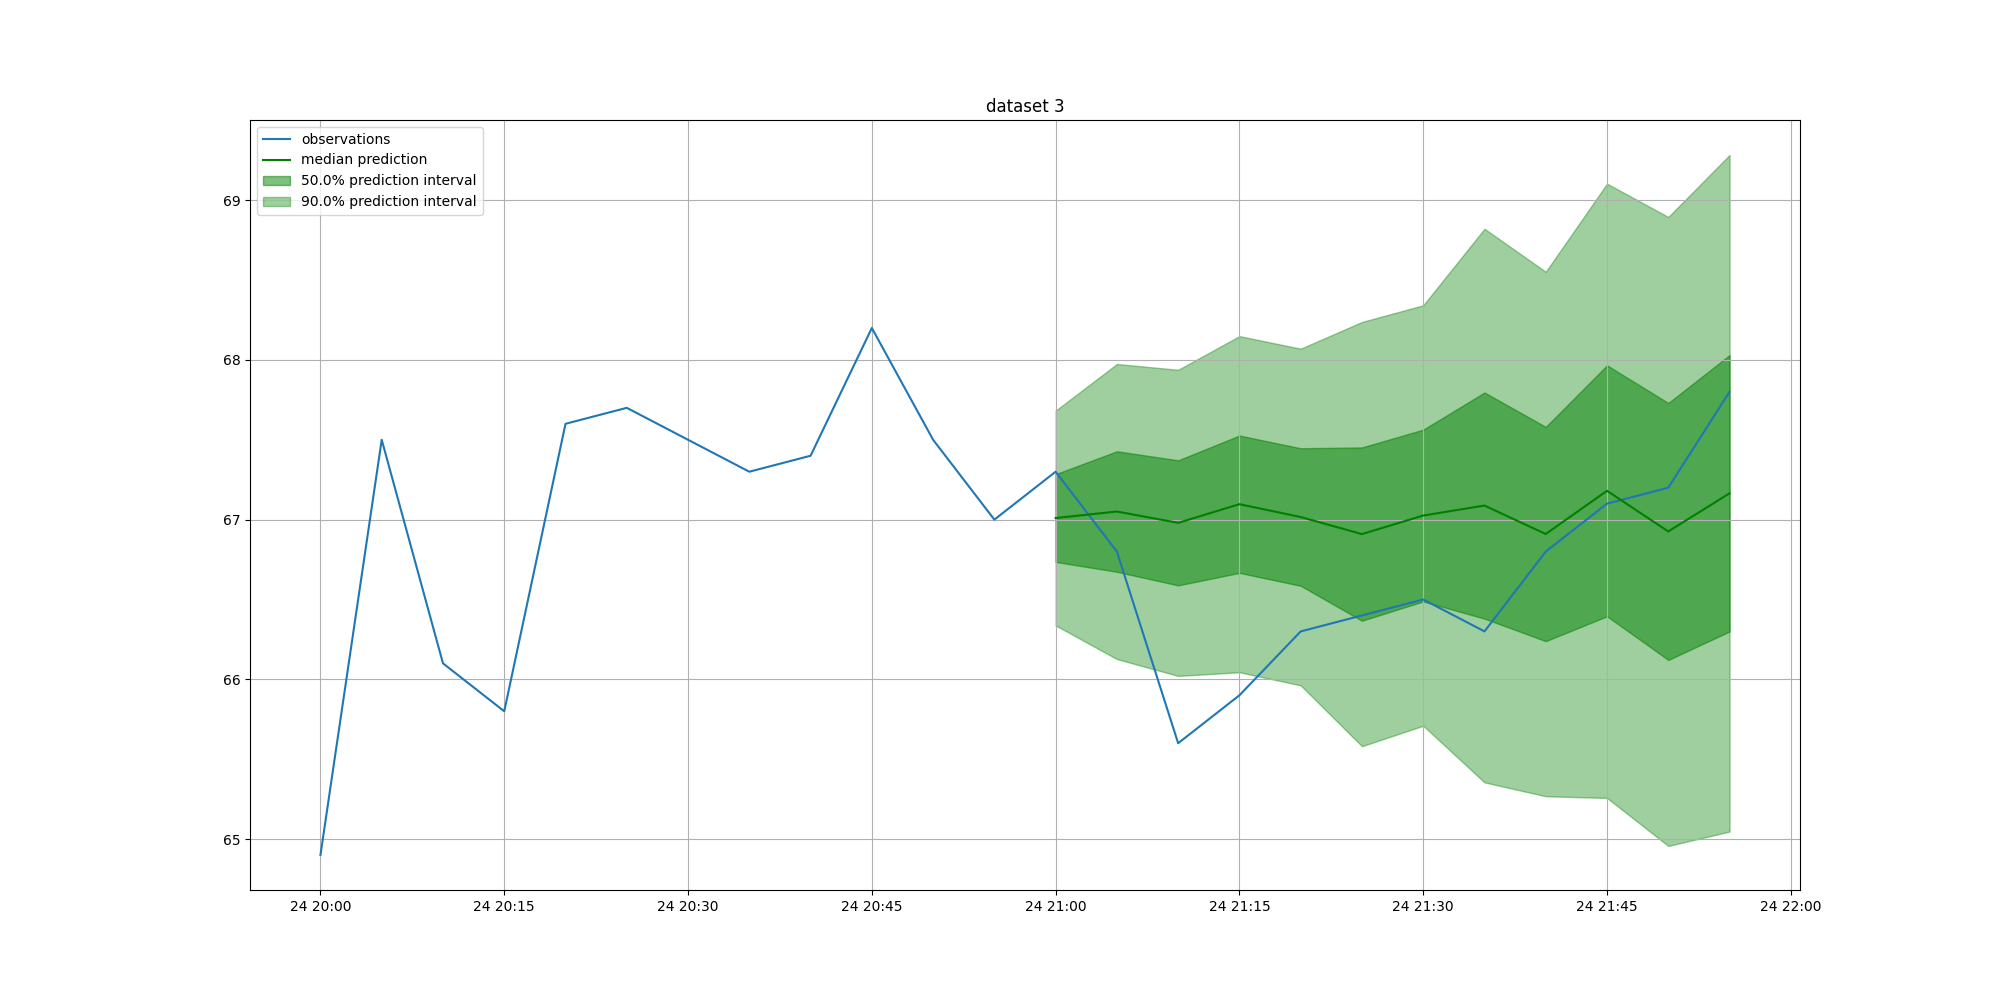 dataset 3
observations
median prediction
50.0% prediction interval
90.0% prediction interval
69
68
67
66
65
24 20:00 24 20:15 24 20:30 24 20:45 24 21:00 24 21:15 24 21:30 24 21:45 24 22:00